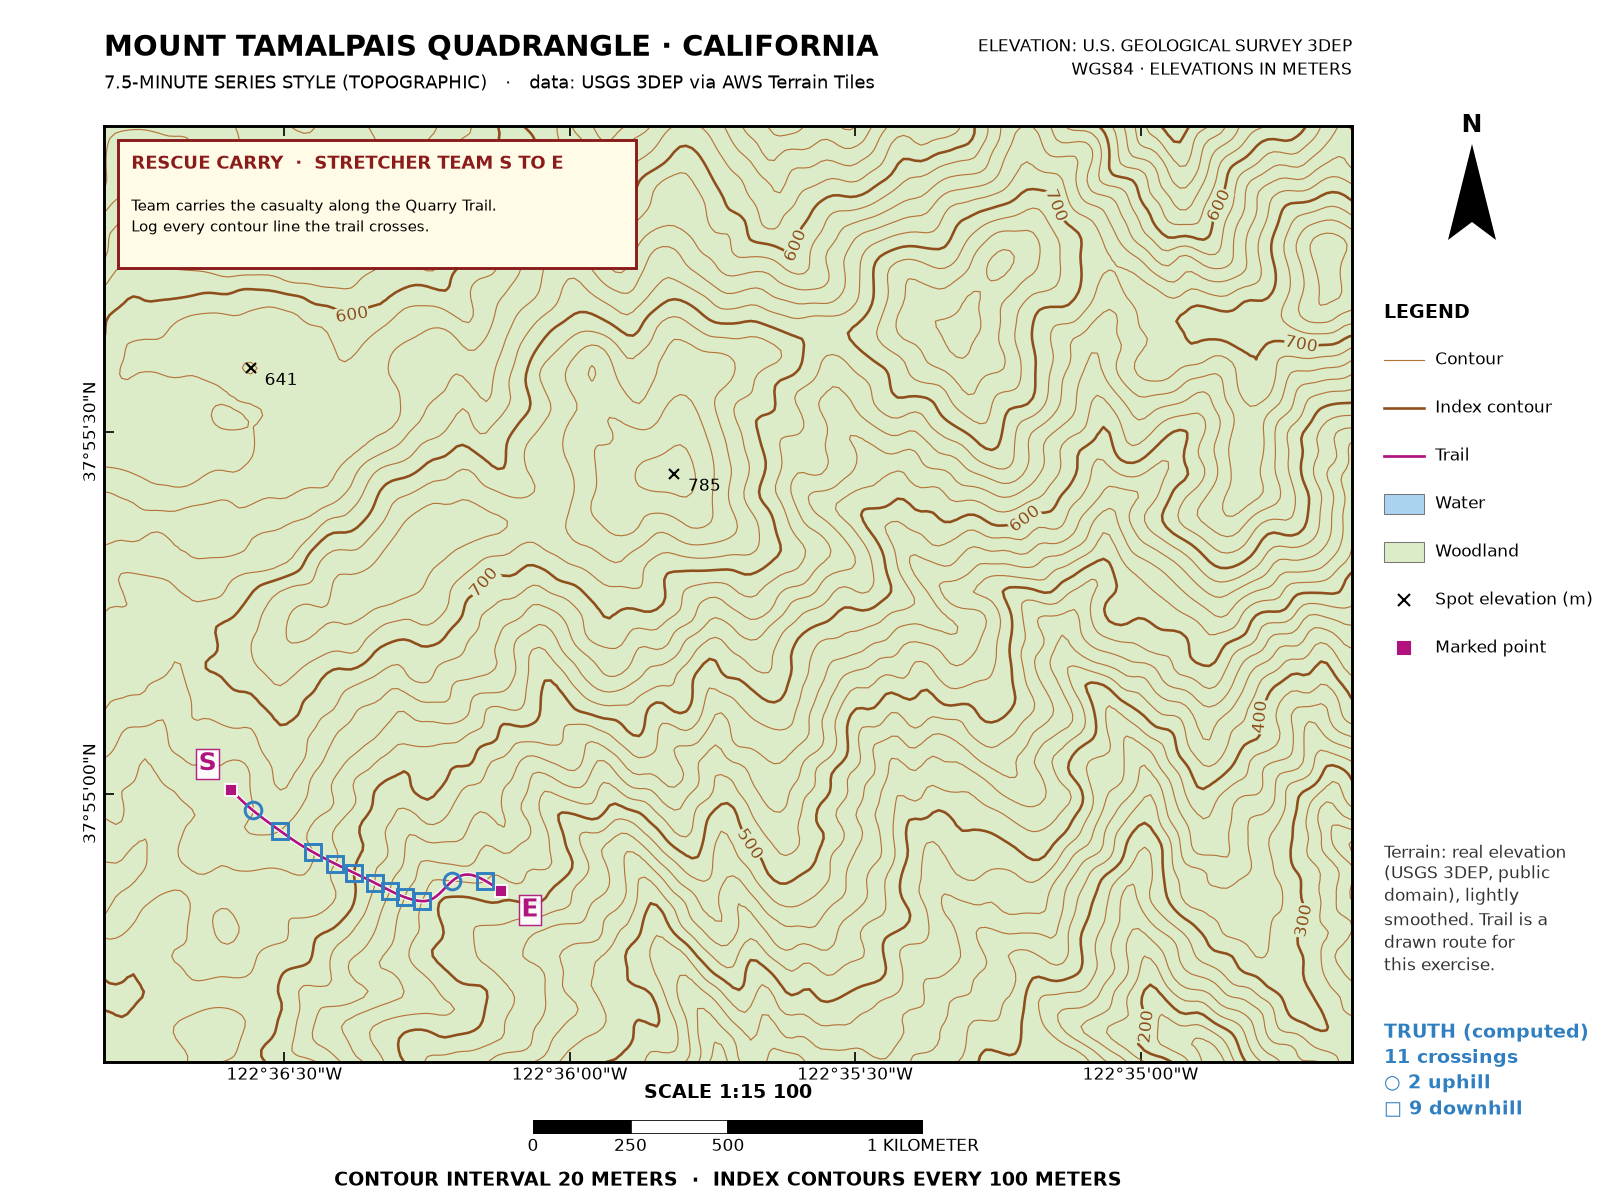 MOUNT TAMALPAIS QUADRANGLE · CALIFORNIA
7.5-MINUTE SERIES STYLE (TOPOGRAPHIC) · data: USGS 3DEP via AWS Terrain Tiles
ELEVATION: U.S. GEOLOGICAL SURVEY 3DEP
WGS84 · ELEVATIONS IN METERS
RESCUE CARRY · STRETCHER TEAM S TO E
Team carries the casualty along the Quarry Trail.
Log every contour line the trail crosses.
N
LEGEND
Contour
Index contour
Trail
Water
Woodland
Spot elevation (m)
Marked point
600
600
700
600
700
641
785
600
700
400
500
300
200
S
E
37°55'30"N
37°55'00"N
122°36'30"W
122°36'00"W
122°35'30"W
122°35'00"W
Terrain: real elevation
(USGS 3DEP, public
domain), lightly
smoothed. Trail is a
drawn route for
this exercise.
TRUTH (computed)
11 crossings
○ 2 uphill
□ 9 downhill
SCALE 1:15 100
0 250 500 1 KILOMETER
CONTOUR INTERVAL 20 METERS · INDEX CONTOURS EVERY 100 METERS